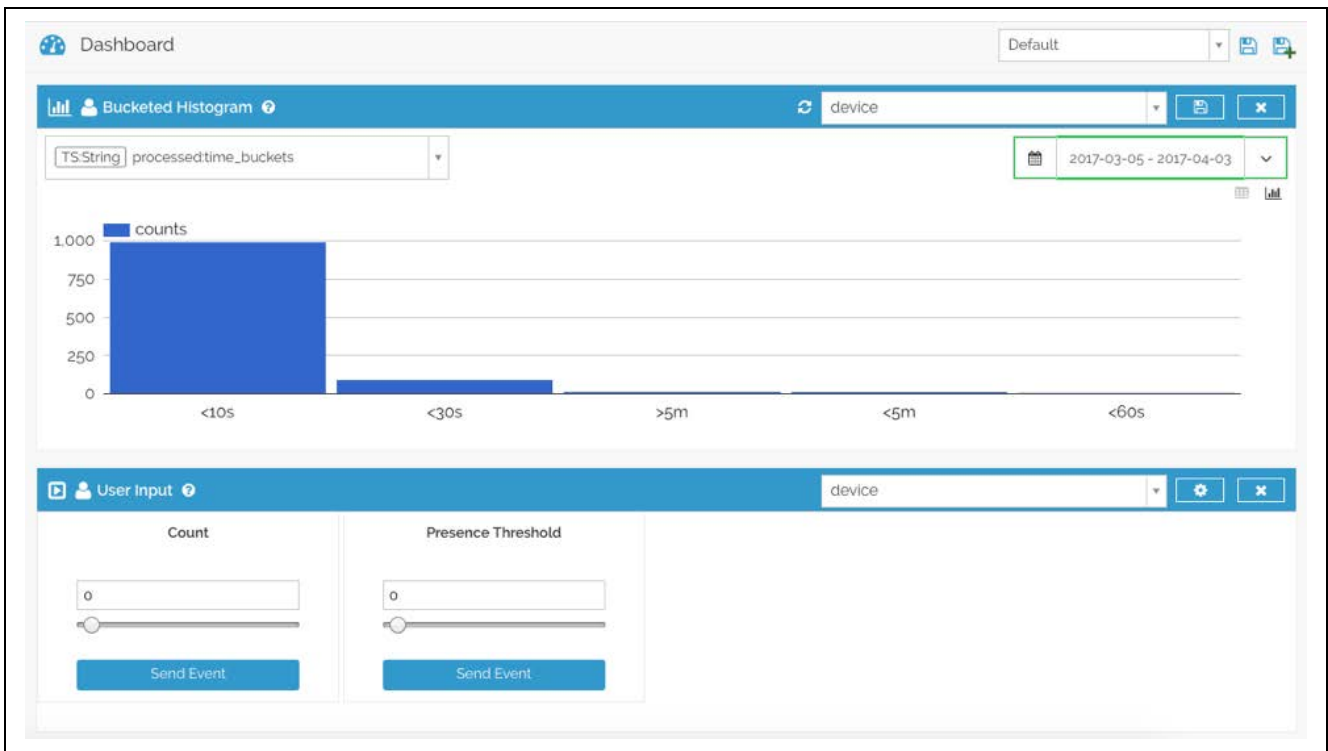 Dashboard
Default
Bucketed Histogram
device
TS:String processed:time_buckets
2017-03-05 - 2017-04-03
counts
1,000
750
500
250
0
<10s <30s >5m <5m <60s
User Input
device
Count Presence Threshold
0 0
Send Event Send Event